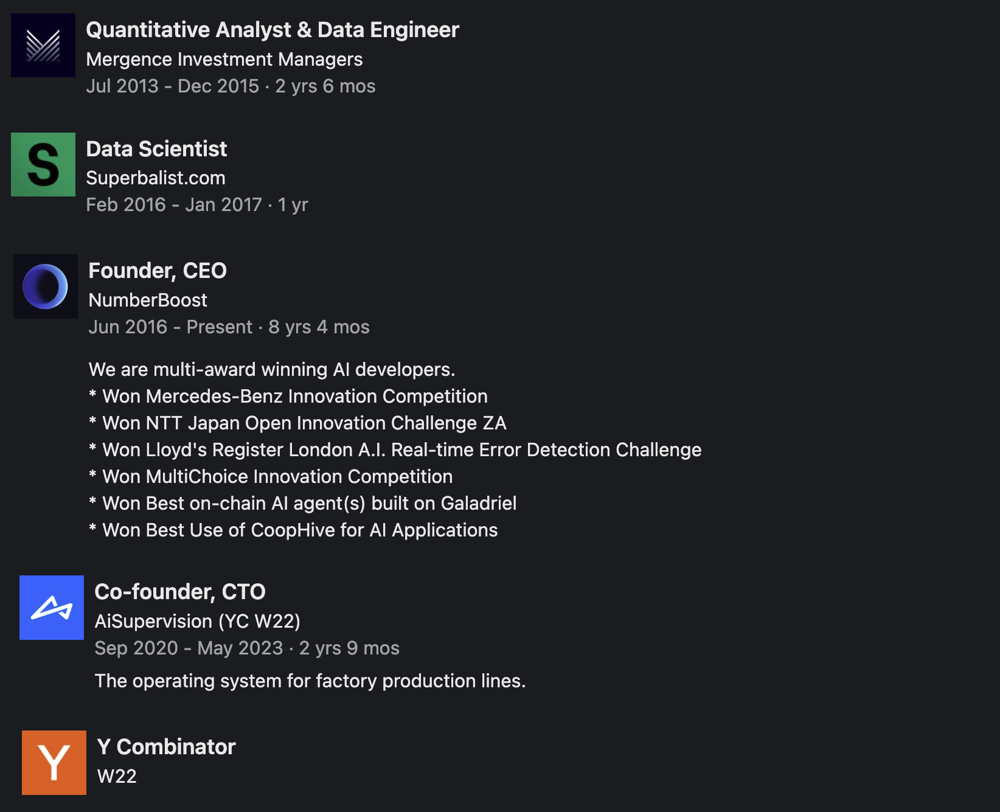 Quantitative Analyst & Data Engineer
Mergence Investment Managers
Jul 2013 - Dec 2015 · 2 yrs 6 mos
S
Data Scientist
Superbalist.com
Feb 2016 - Jan 2017 · 1 yr
Founder, CEO
NumberBoost
Jun 2016 - Present · 8 yrs 4 mos
We are multi-award winning AI developers.
* Won Mercedes-Benz Innovation Competition
* Won NTT Japan Open Innovation Challenge ZA
* Won Lloyd's Register London A.I. Real-time Error Detection Challenge
* Won MultiChoice Innovation Competition
* Won Best on-chain AI agent(s) built on Galadriel
* Won Best Use of CoopHive for AI Applications
Co-founder, CTO
AiSupervision (YC W22)
Sep 2020 - May 2023 · 2 yrs 9 mos
The operating system for factory production lines.
Y
Y Combinator
W22